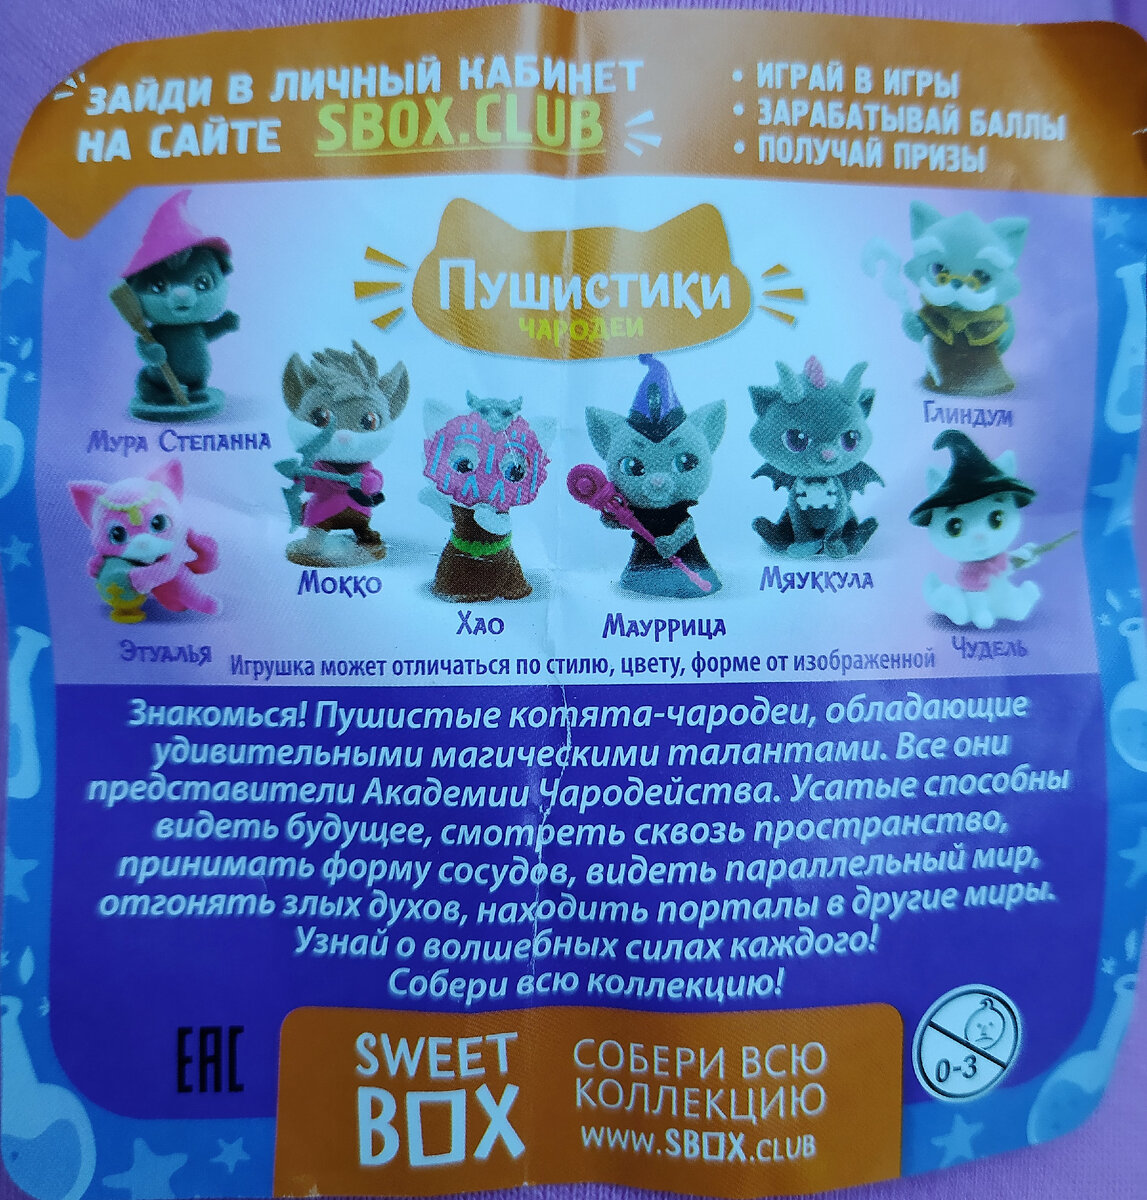 ЗАЙДИ В ЛИЧНЫЙ КАБИНЕТ
НА САЙТЕ SBOX.CLUB
• ИГРАЙ В ИГРЫ
• ЗАРАБАТЫВАЙ БАЛЛЫ
• ПОЛУЧАЙ ПРИЗЫ
ПУШИСТИКИ
ЧАРОДЕИ
МУРА СТЕПАННА
ГЛИНДУМ
МОККО
ХАО
МАУРРИЦА
МЯУККУЛА
ЭТУАЛЬЯ
ЧУДЕЛЬ
Игрушка может отличаться по стилю, цвету, форме от изображенной
Знакомься! Пушистые котята-чародеи, обладающие
удивительными магическими талантами. Все они
представители Академии Чародейства. Усатые способны
видеть будущее, смотреть сквозь пространство,
принимать форму сосудов, видеть параллельный мир,
отгонять злых духов, находить порталы в другие миры.
Узнай о волшебных силах каждого!
Собери всю коллекцию!
EAC
SWEET
BOX
СОБЕРИ ВСЮ
КОЛЛЕКЦИЮ
WWW.SBOX.CLUB
0-3